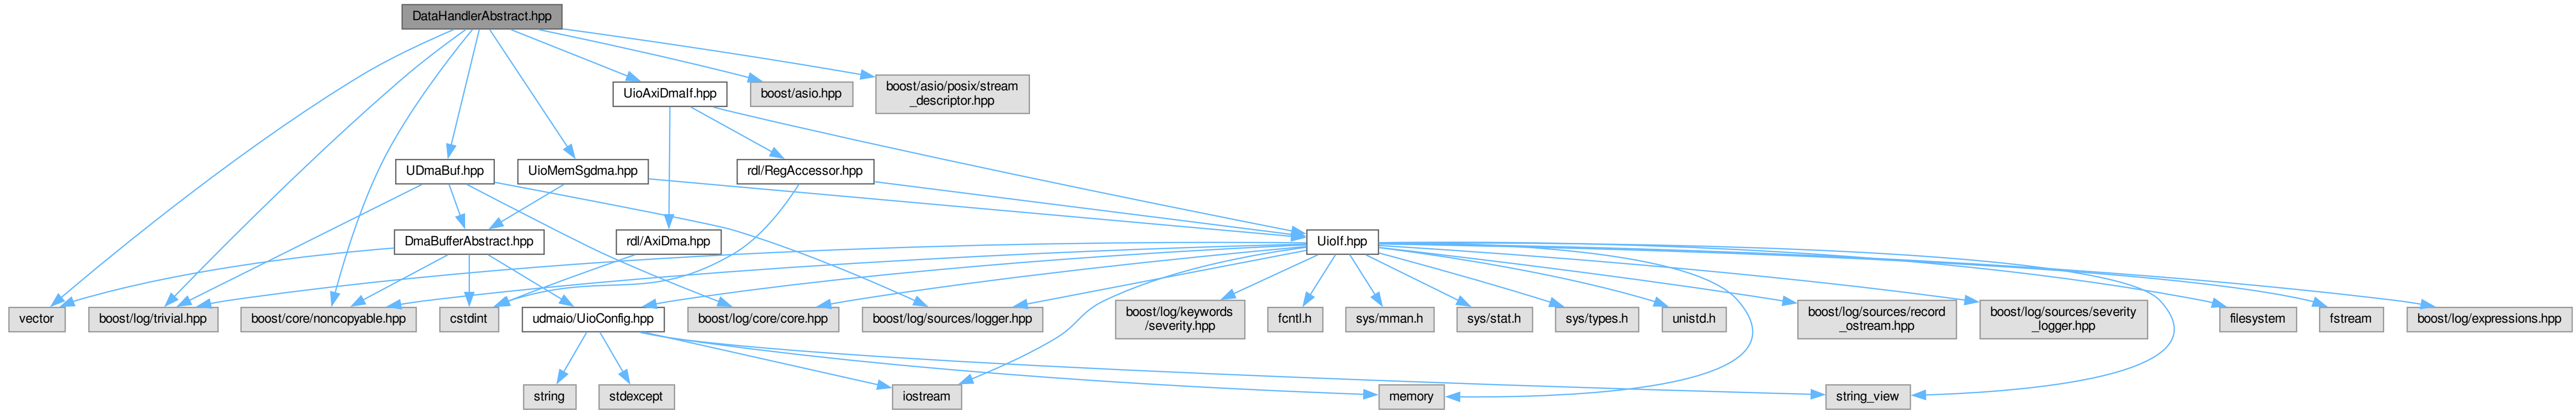 DataHandlerAbstract.hpp
UioAxiDmaIf.hpp
boost/asio.hpp
boost/asio/posix/stream
_descriptor.hpp
UDmaBuf.hpp
UioMemSgdma.hpp
rdl/RegAccessor.hpp
DmaBufferAbstract.hpp
rdl/AxiDma.hpp
UioIf.hpp
vector
boost/log/trivial.hpp
boost/core/noncopyable.hpp
cstdint
udmaio/UioConfig.hpp
boost/log/core/core.hpp
boost/log/sources/logger.hpp
boost/log/keywords
/severity.hpp
fcntl.h
sys/mman.h
sys/stat.h
sys/types.h
unistd.h
boost/log/sources/record
_ostream.hpp
boost/log/sources/severity
_logger.hpp
filesystem
fstream
boost/log/expressions.hpp
string
stdexcept
iostream
memory
string_view